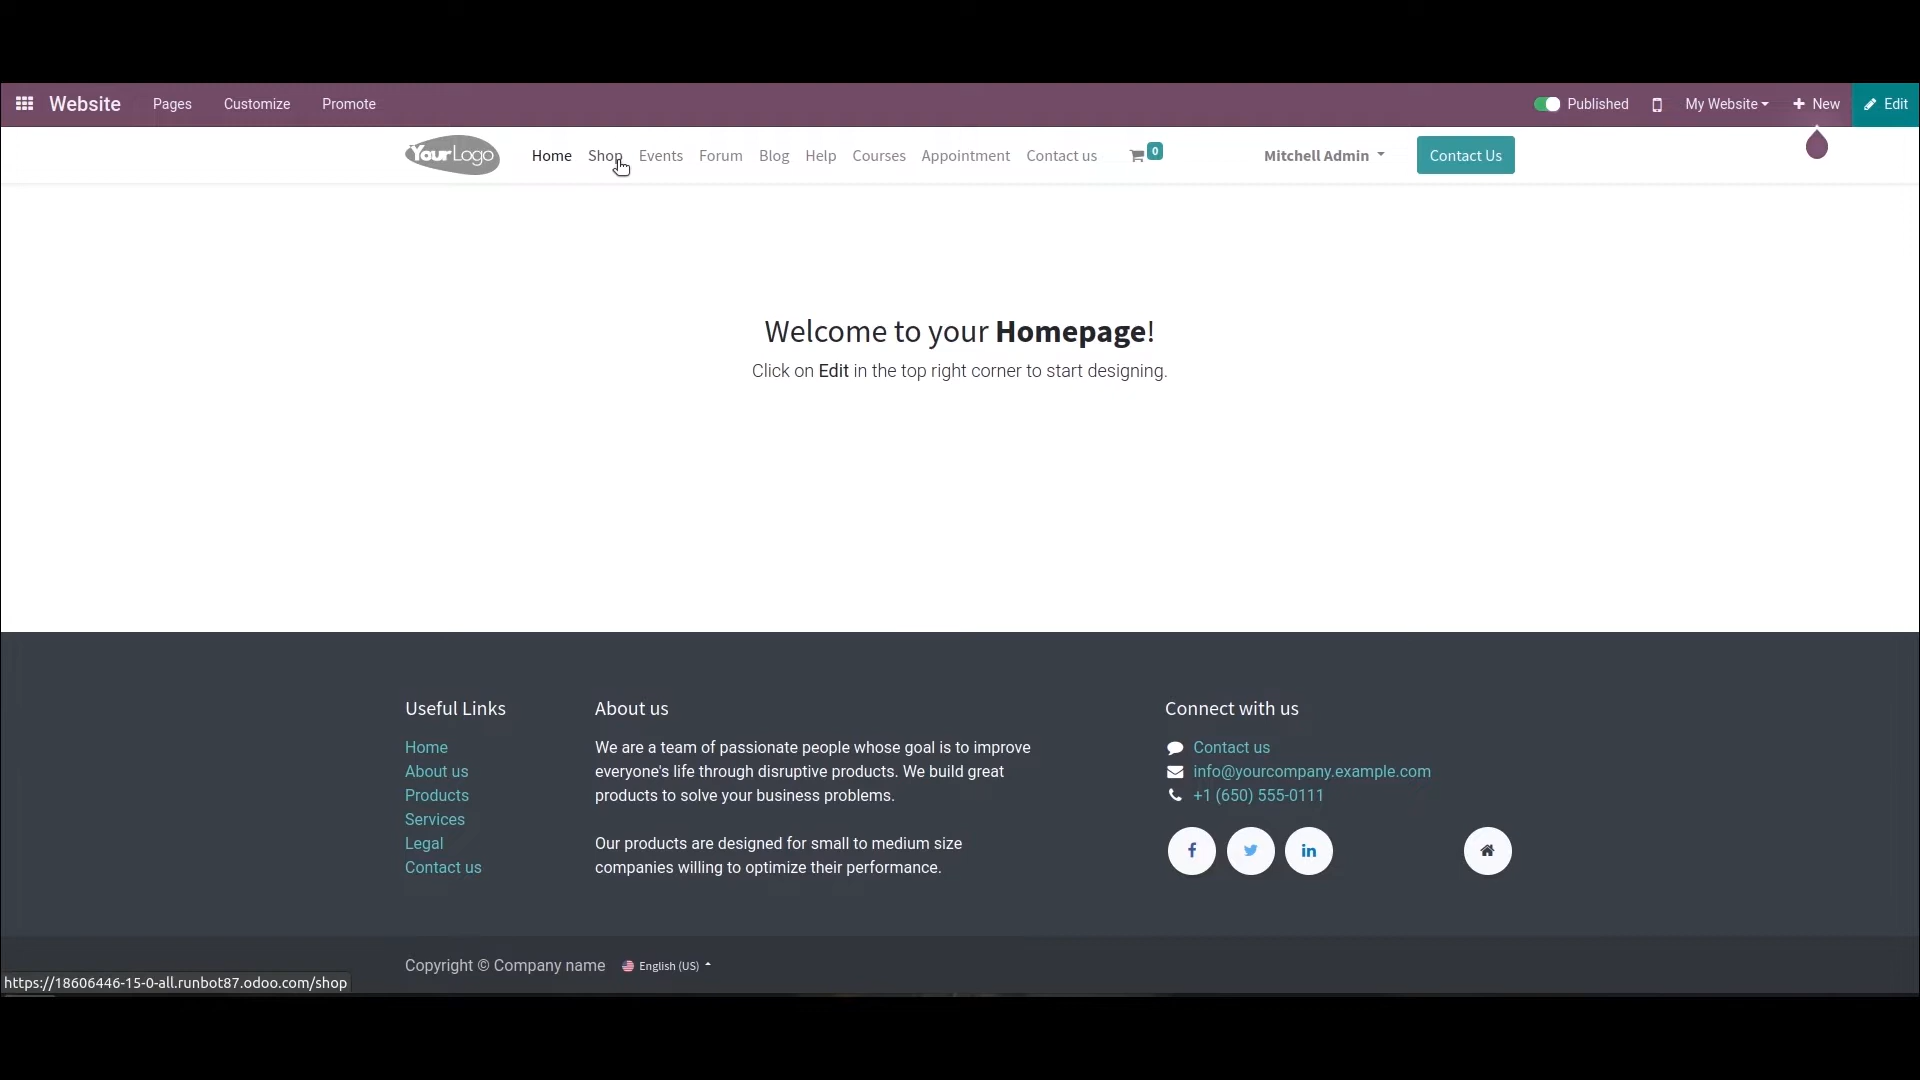 Website Pages Customize Promote Published My Website New Edit
YourLogo Home Shop Events Forum Blog Help Courses Appointment Contact us 0 Mitchell Admin Contact Us
Welcome to your Homepage!
Click on Edit in the top right corner to start designing.
Useful Links
Home
About us
Products
Services
Legal
Contact us
About us
We are a team of passionate people whose goal is to improve
everyone's life through disruptive products. We build great
products to solve your business problems.
Our products are designed for small to medium size
companies willing to optimize their performance.
Connect with us
Contact us
info@yourcompany.example.com
+1 (650) 555-0111
f
in
Copyright © Company name English (US)
https://18606446-15-0-all.runbot87.odoo.com/shop